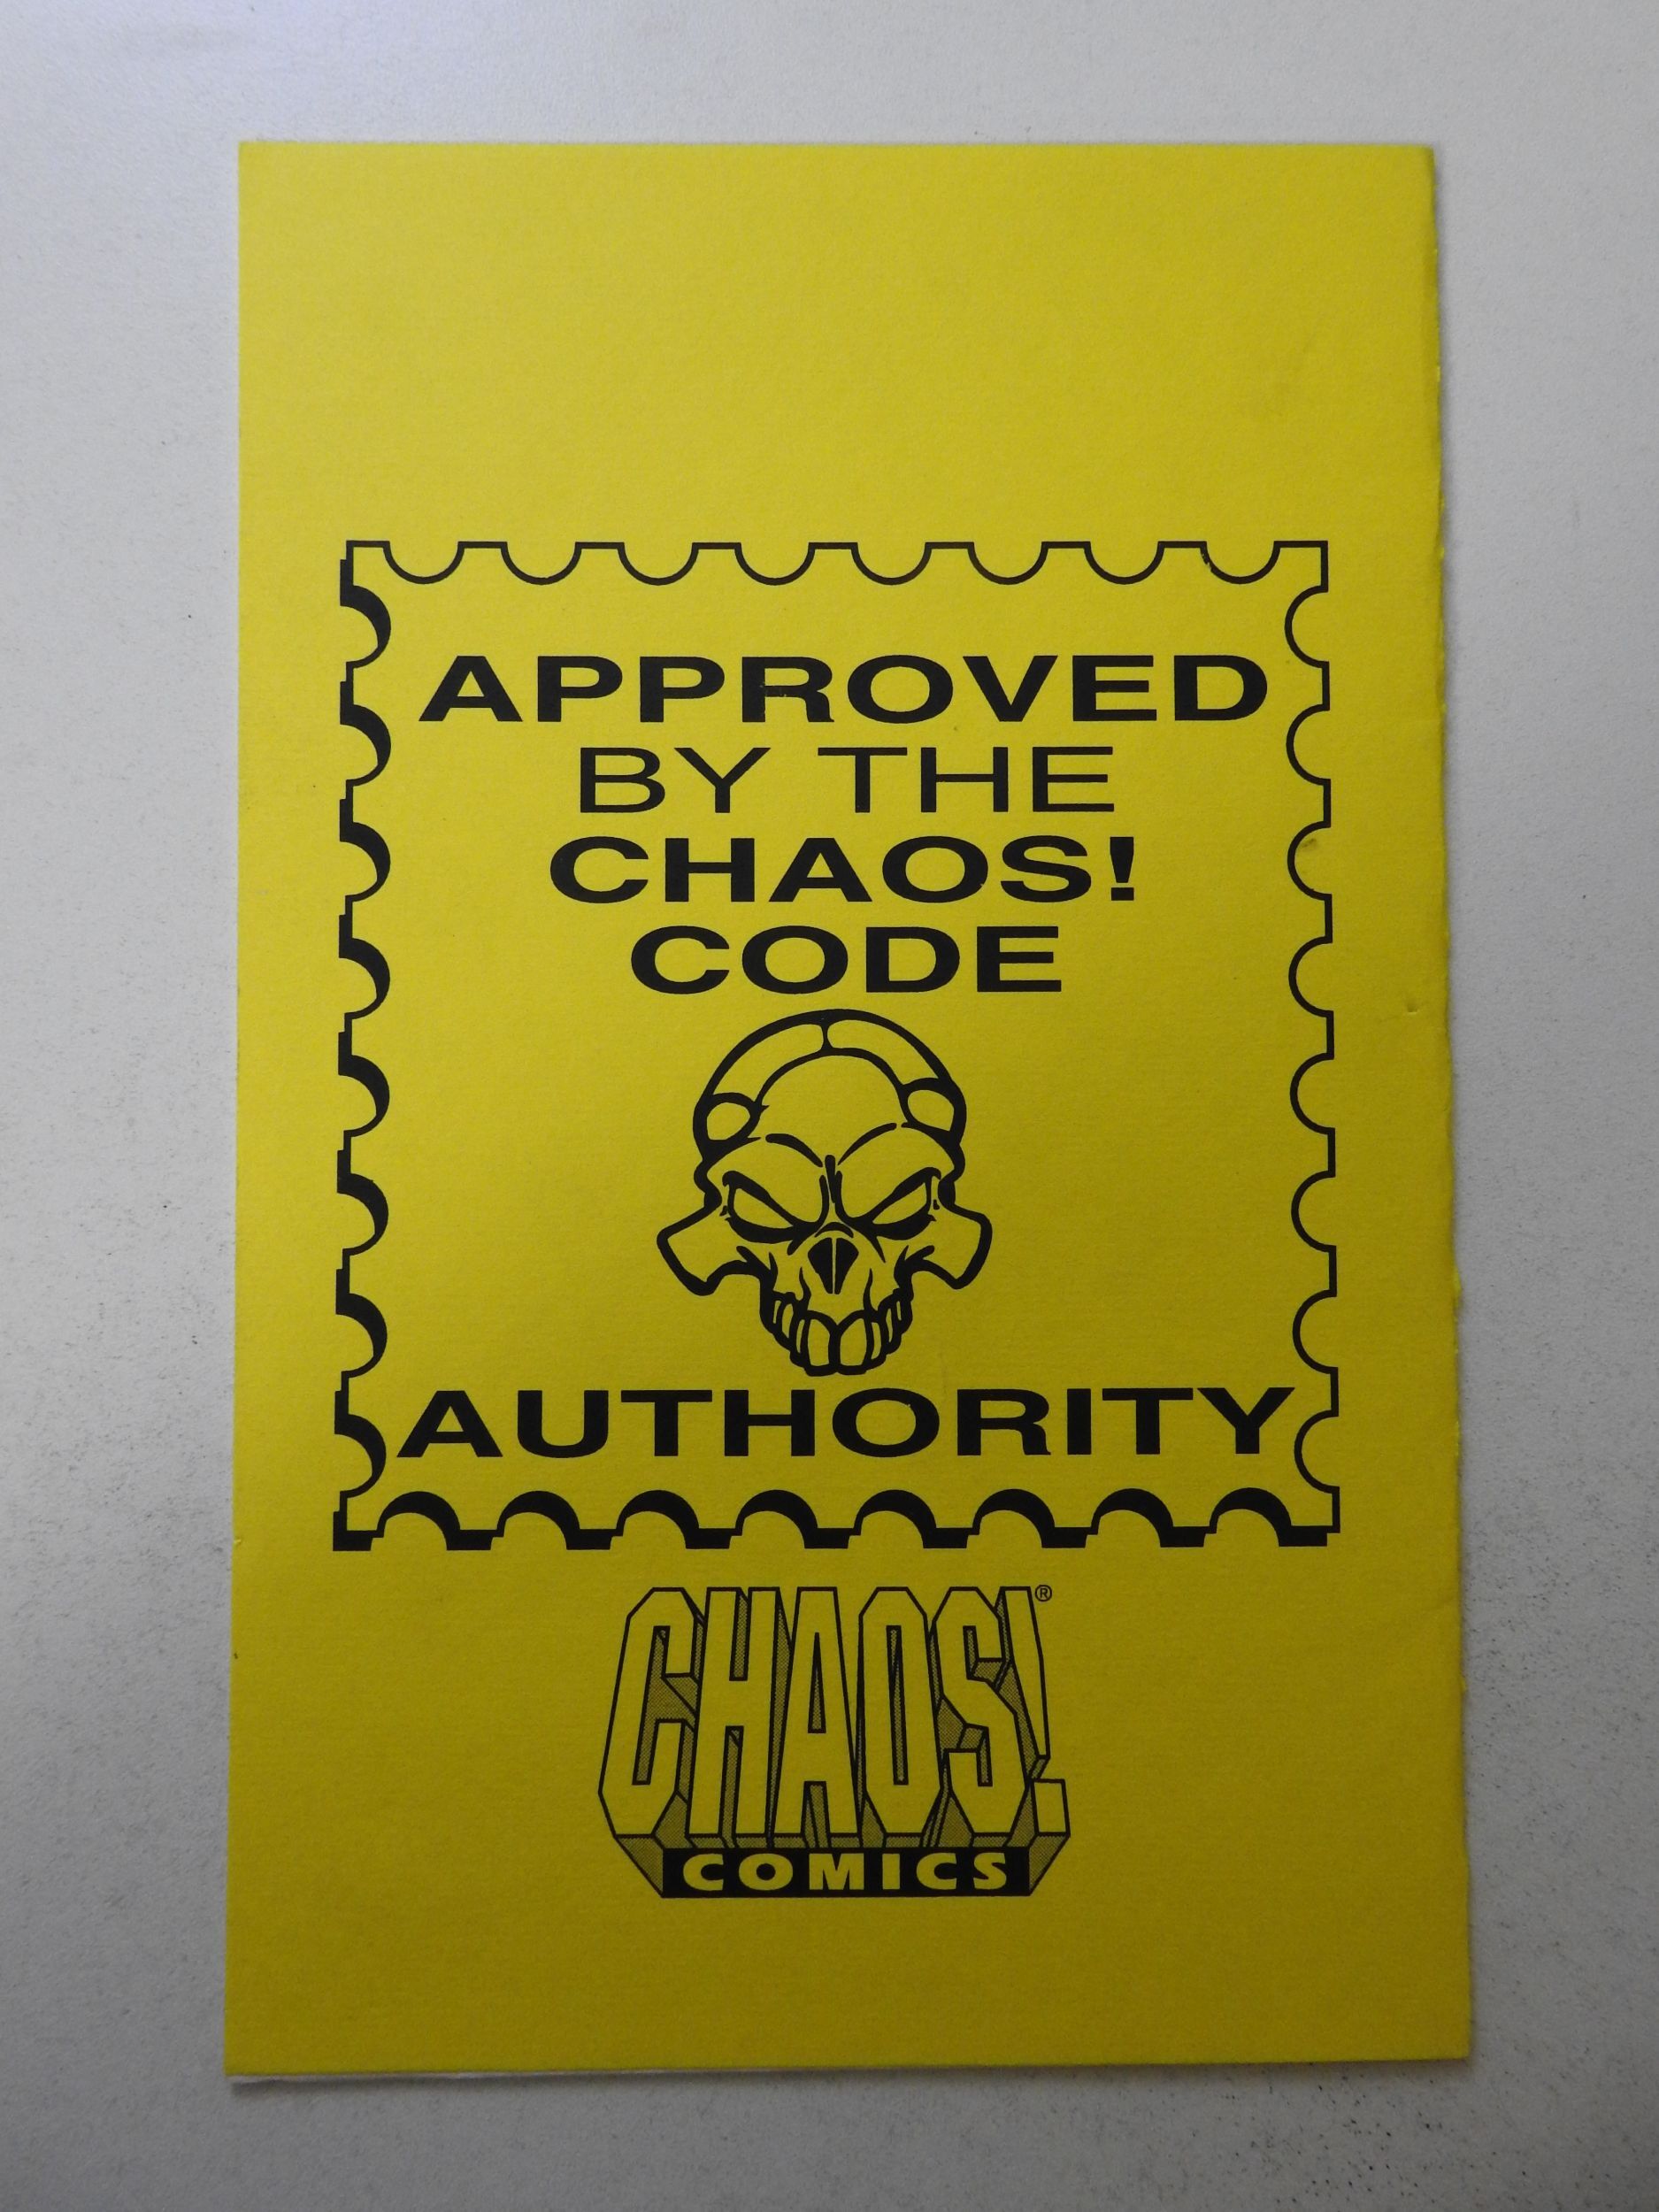 APPROVED
BY THE
CHAOS!
CODE
AUTHORITY
CHAOS!®
COMICS